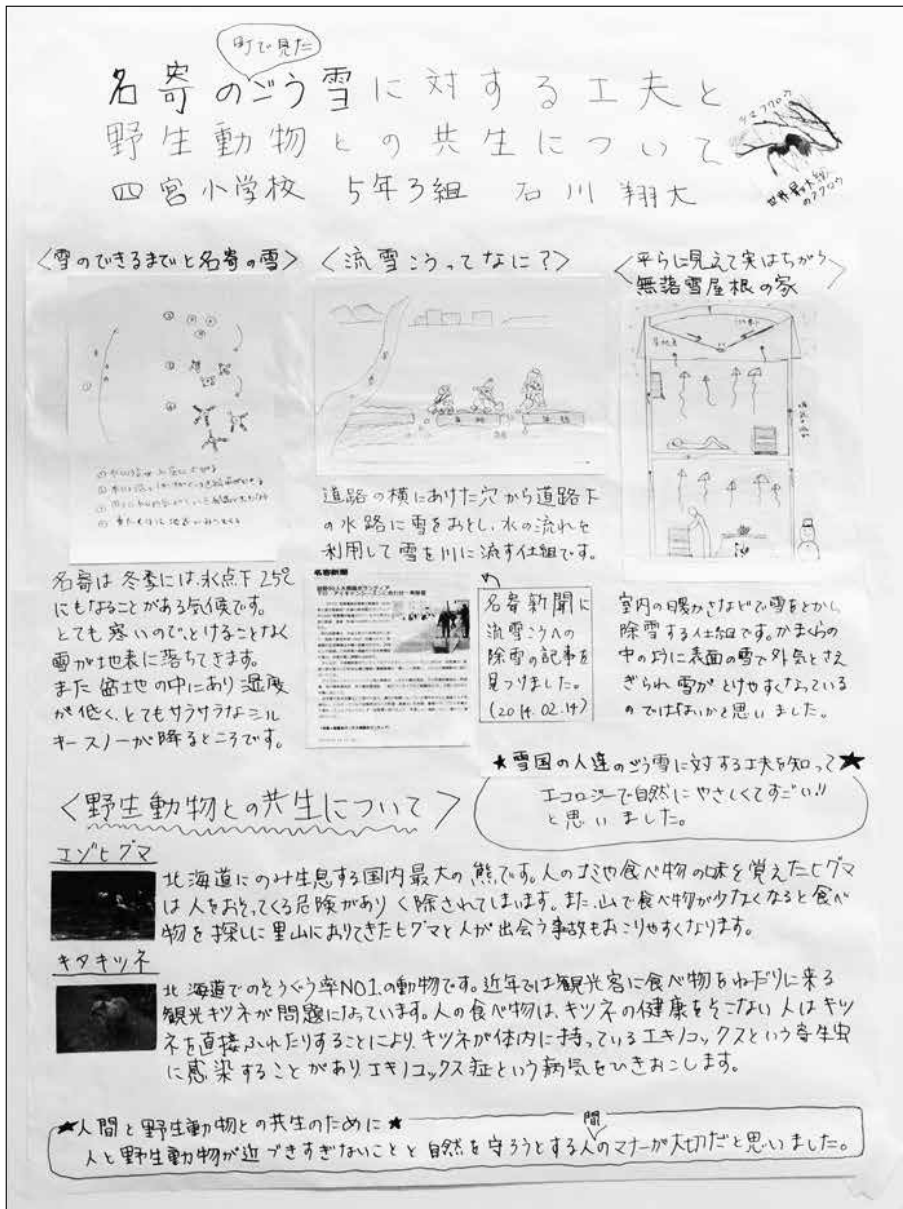 町で見た
名寄のごう雪に対する工夫と
野生動物との共生について
四宮小学校 5年3組 石川翔大
シマフクロウ
世界最大級
のフクロウ
〈雪のできるまでと名寄の雪〉
名寄は冬季には、氷点下25℃
にもなることがある気候です。
とても寒いので、とけることなく
雪が地表に落ちてきます。
また盆地の中にあり湿度
が低く、とてもサラサラなシル
キースノーが降るところです。
〈流雪こうってなに?〉
道路の横にあけた穴から道路下
の水路に雪をおとし、水の流れを
利用して雪を川に流す仕組です。
名寄新聞
名寄新聞に
流雪こうへの
除雪の記事を
見つけました。
(2014.02.14)
〈平らに見えて実はちがう
無落雪屋根の家〉
室内の暖かさなどで雪をとかし
除雪する仕組です。かまくらの
中のように表面の雪で外気とさえ
ぎられ雪がとけやすくなっている
のではないかと思いました。
★雪国の人達のごう雪に対する工夫を知って★
エコロジーで自然にやさしくてすごい!!
と思いました。
〈野生動物との共生について〉
エゾヒグマ
北海道にのみ生息する国内最大の熊です。人のゴミや食べ物の味を覚えたヒグマ
は人をおそってくる危険がありく除されてしまいます。また、山で食べ物が少なくなると食べ
物を探しに里山におりてきたヒグマと人が出会う事故もおこりやすくなります。
キタキツネ
北海道でのそうぐう率NO1.の動物です。近年では観光客に食べ物をねだりに来る
観光キツネが問題になっています。人の食べ物は、キツネの健康をそこない人はキツ
ネを直接ふれたりすることにより、キツネが体内に持っているエキノコックスという寄生虫
に感染することがありエキノコックス症という病気をひきおこします。
★人間と野生動物との共生のために★
人と野生動物が近づきすぎないことと自然を守ろうとする人間のマナーが大切だと思いました。